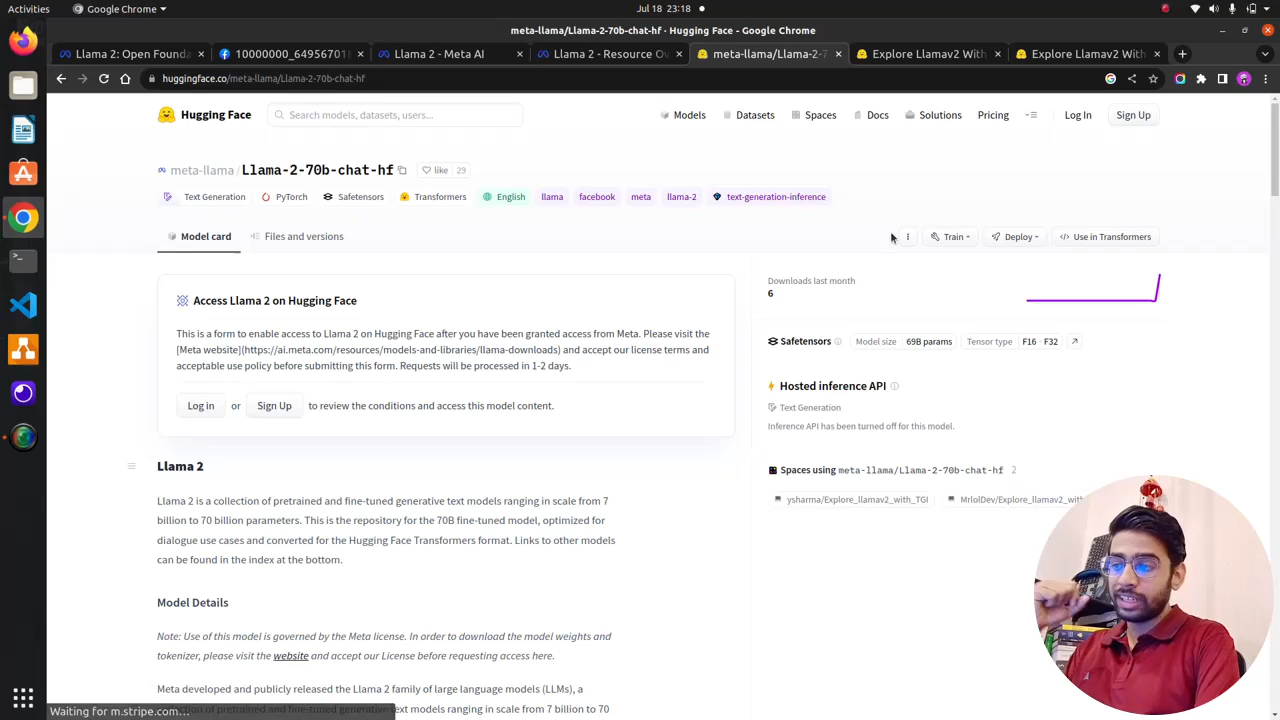 Activities
Google Chrome
Jul 18 23:18
meta-llama/Llama-2-70b-chat-hf · Hugging Face - Google Chrome
Llama 2: Open Founda
10000000_6495670187
Llama 2 - Meta AI
Llama 2 - Resource Ov
meta-llama/Llama-2-7
Explore Llamav2 With
Explore Llamav2 With
huggingface.co/meta-llama/Llama-2-70b-chat-hf
Hugging Face
Search models, datasets, users...
Models
Datasets
Spaces
Docs
Solutions
Pricing
Log In
Sign Up
meta-llama/Llama-2-70b-chat-hf
like 29
Text Generation
PyTorch
Safetensors
Transformers
English
llama
facebook
meta
llama-2
text-generation-inference
Model card
Files and versions
Train
Deploy
</> Use in Transformers
Access Llama 2 on Hugging Face
This is a form to enable access to Llama 2 on Hugging Face after you have been granted access from Meta. Please visit the
[Meta website](https://ai.meta.com/resources/models-and-libraries/llama-downloads) and accept our license terms and
acceptable use policy before submitting this form. Requests will be processed in 1-2 days.
Log in or Sign Up to review the conditions and access this model content.
Llama 2
Llama 2 is a collection of pretrained and fine-tuned generative text models ranging in scale from 7
billion to 70 billion parameters. This is the repository for the 70B fine-tuned model, optimized for
dialogue use cases and converted for the Hugging Face Transformers format. Links to other models
can be found in the index at the bottom.
Model Details
Note: Use of this model is governed by the Meta license. In order to download the model weights and
tokenizer, please visit the website and accept our License before requesting access here.
Meta developed and publicly released the Llama 2 family of large language models (LLMs), a
collection of pretrained and fine-tuned generative text models ranging in scale from 7 billion to 70
Downloads last month
6
Safetensors
Model size 69B params
Tensor type F16 · F32
Hosted inference API
Text Generation
Inference API has been turned off for this model.
Spaces using meta-llama/Llama-2-70b-chat-hf 2
ysharma/Explore_llamav2_with_TGI
MrlolDev/Explore_llamav2_with
Waiting for m.stripe.com...